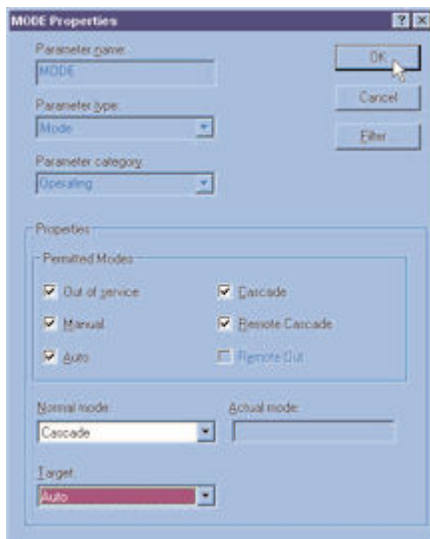 MODE Properties
? ×
Parameter name:
MODE
OK
Parameter type:
Mode
Cancel
Parameter category:
Operating
Filter
Properties
Permitted Modes
Out of service
Cascade
Manual
Remote Cascade
Auto
Remote Out
Normal mode:
Actual mode:
Cascade
Target:
Auto